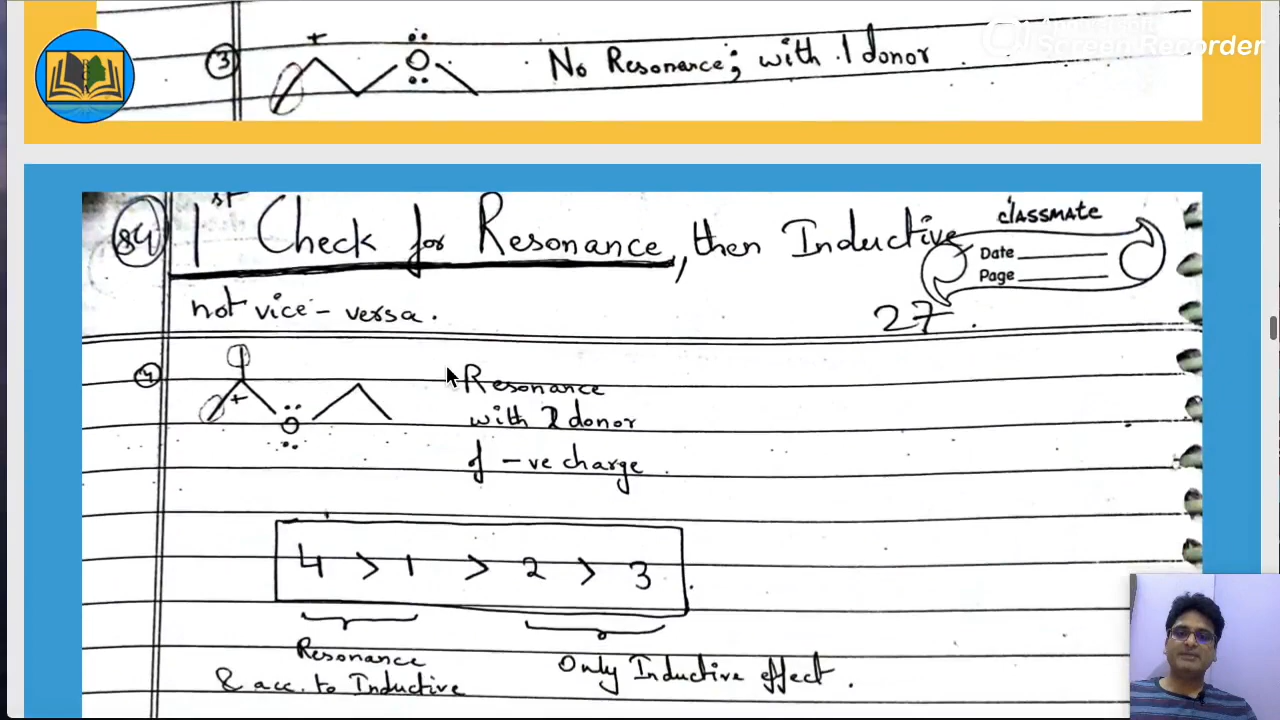 Screen Recorder
3 + O No Resonance; with 1 donor
84 1st Check for Resonance, then Inductive
classmate
Date
Page
not vice-versa.
27.
4 + O Resonance
with 2 donor
of -ve charge.
4 > 1 > 2 > 3.
Resonance
& acc. to Inductive
Only Inductive effect.